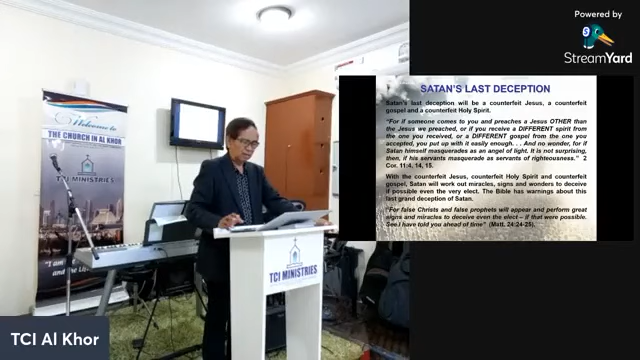 Powered by
StreamYard
SATAN'S LAST DECEPTION
Satan's last deception will be a counterfeit Jesus, a counterfeit
gospel and a counterfeit Holy Spirit.
"For if someone comes to you and preaches a Jesus OTHER than
the Jesus we preached, or if you receive a DIFFERENT spirit from
the one you received, or a DIFFERENT gospel from the one you
accepted, you put up with it easily enough. . . And no wonder, for it
Satan himself masquerades as an angel of light. It is not surprising,
then, if his servants masquerade as servants of righteousness." 2
Cor. 11:4, 14, 15.
With the counterfeit Jesus, counterfeit Holy Spirit and counterfeit
gospel, Satan will work out miracles, signs and wonders to deceive
if possible even the very elect. The Bible has warnings about this
last grand deception of Satan.
"For false Christs and false prophets will appear and perform great
signs and miracles to deceive even the elect – if that were possible.
See I have told you ahead of time" (Matt. 24:24-25).
Welcome to
THE CHURCH IN AL KHOR
TCI MINISTRIES
"I am
and the Li
TCI MINISTRIES
TCI Al Khor